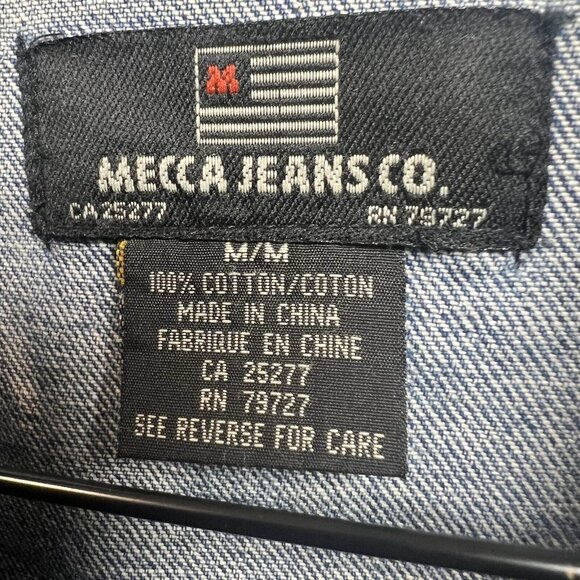 M
MECCA JEANS CO.
CA 25277 RN 79727
M/M
100% COTTON/COTON
MADE IN CHINA
FABRIQUE EN CHINE
CA 25277
RN 79727
SEE REVERSE FOR CARE